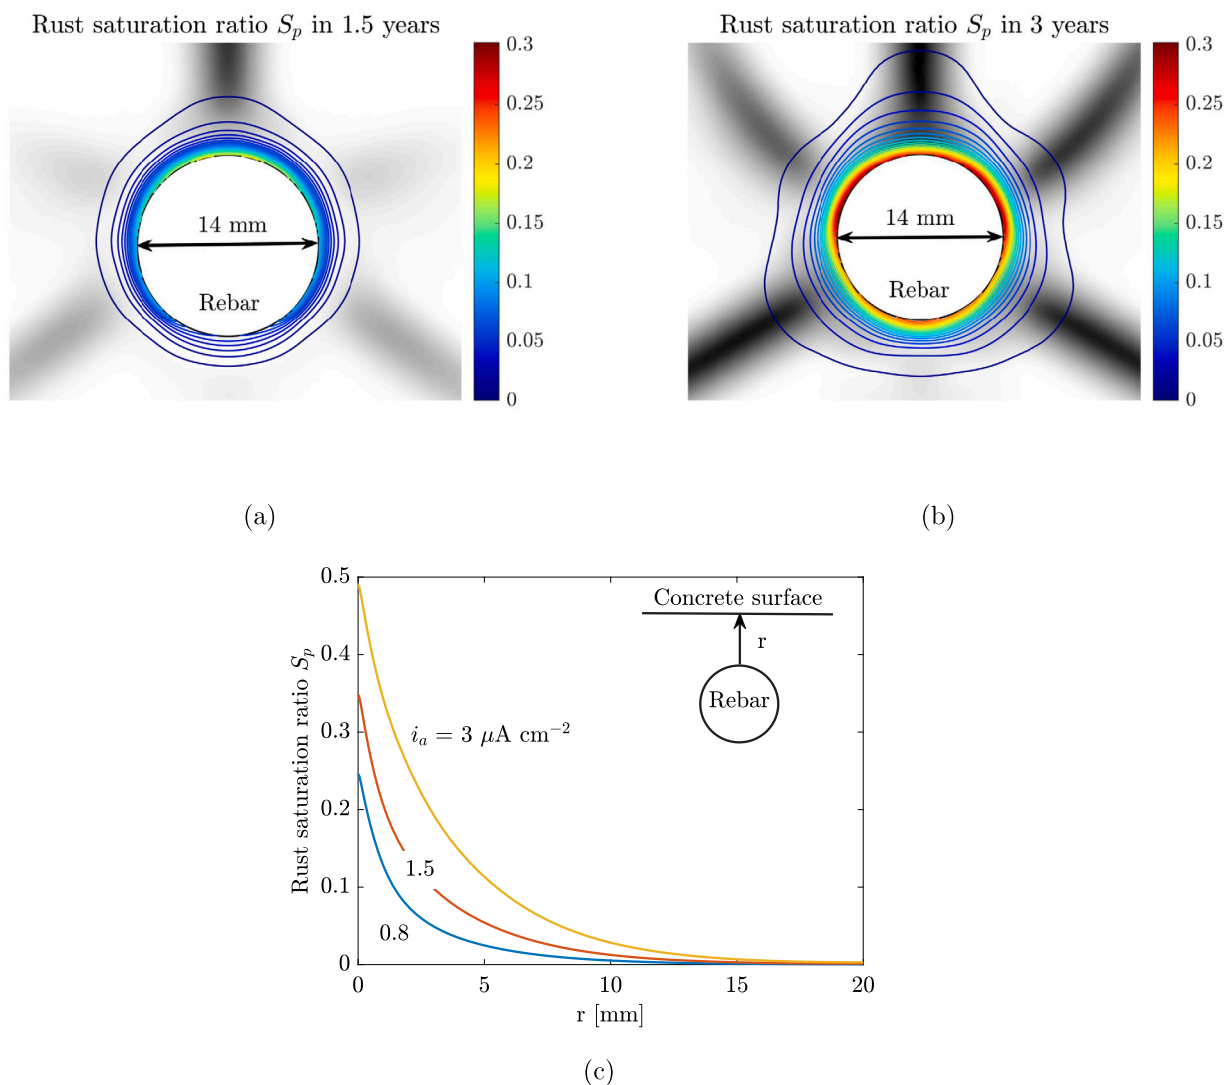 Rust saturation ratio Sₚ in 1.5 years
0.3
0.25
0.2
0.15
0.1
0.05
0
14 mm
Rebar
(a)
Rust saturation ratio Sₚ in 3 years
0.3
0.25
0.2
0.15
0.1
0.05
0
14 mm
Rebar
(b)
Rust saturation ratio Sₚ
0.5
0.4
0.3
0.2
0.1
0
Concrete surface
r
Rebar
iₐ = 3 μA cm⁻²
1.5
0.8
0 5 10 15 20
r [mm]
(c)